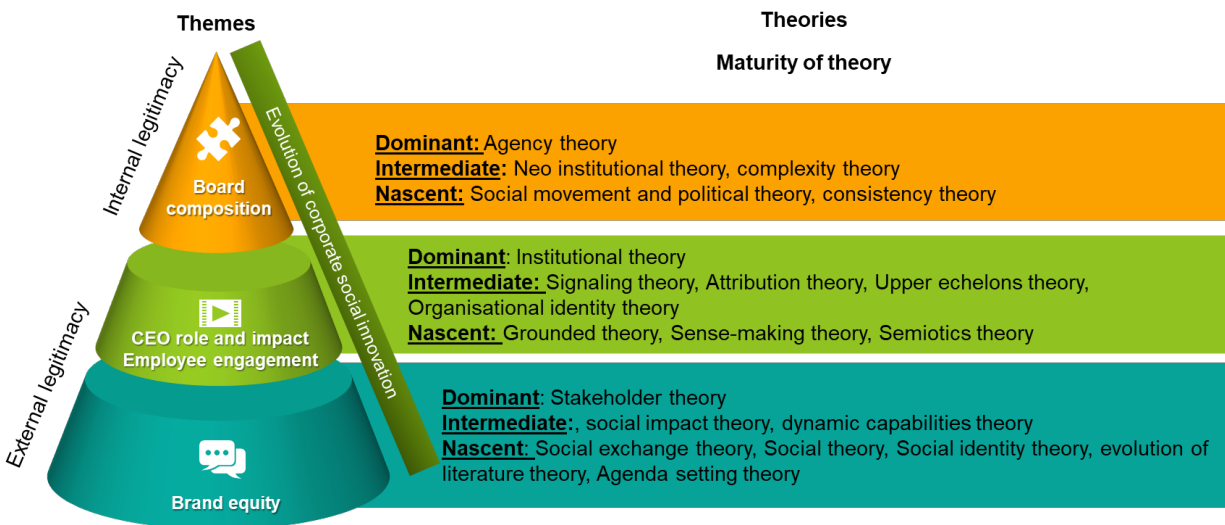 Themes
Theories
Maturity of theory
Internal legitimacy
External legitimacy
Evolution of corporate social innovation
Board
composition
Dominant: Agency theory
Intermediate: Neo institutional theory, complexity theory
Nascent: Social movement and political theory, consistency theory
CEO role and impact
Employee engagement
Dominant: Institutional theory
Intermediate: Signaling theory, Attribution theory, Upper echelons theory,
Organisational identity theory
Nascent: Grounded theory, Sense-making theory, Semiotics theory
Brand equity
Dominant: Stakeholder theory
Intermediate:, social impact theory, dynamic capabilities theory
Nascent: Social exchange theory, Social theory, Social identity theory, evolution of
literature theory, Agenda setting theory